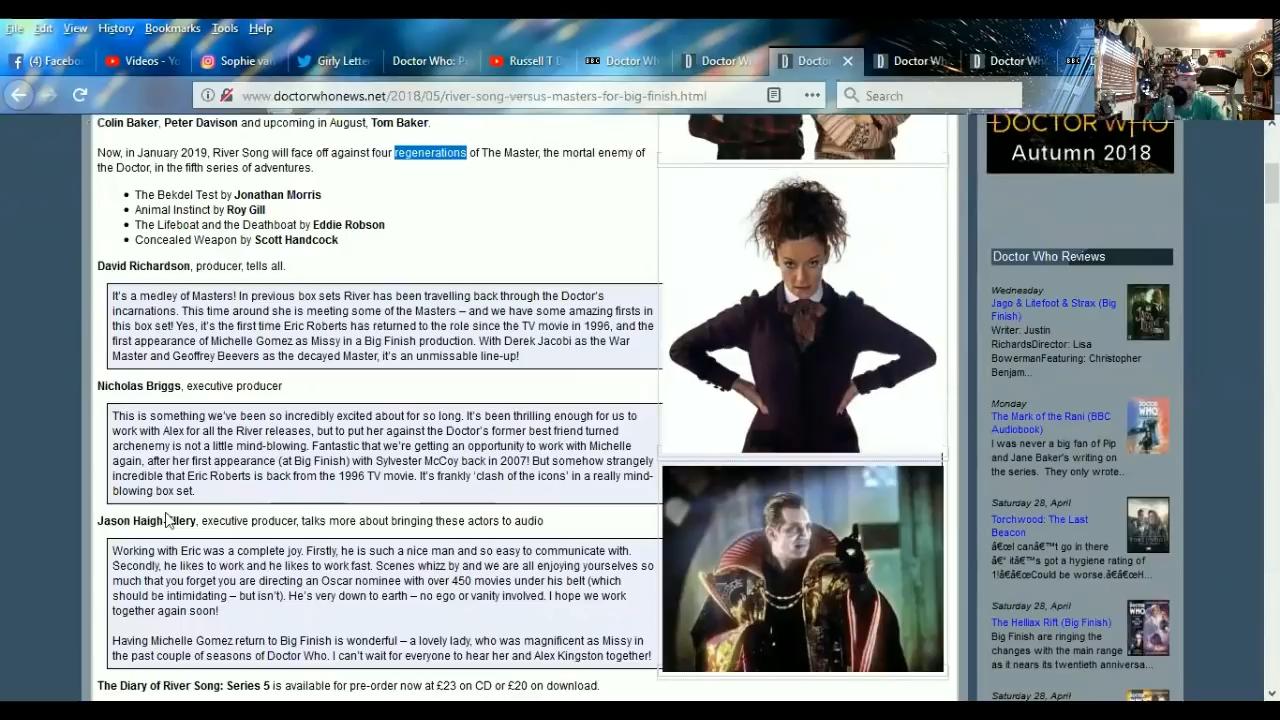 File Edit View History Bookmarks Tools Help
(4) Facebo
Videos - Yo
Sophie van
Girly Lette
Doctor Who: P
Russell T D
BBC
Doctor Wh
Doctor Wh
Docto
Doctor Wh
Doctor Wh
BBC
www.doctorwhonews.net/2018/05/river-song-versus-masters-for-big-finish.html
Search
Colin Baker, Peter Davison and upcoming in August, Tom Baker.
Now, in January 2019, River Song will face off against four regenerations of The Master, the mortal enemy of
the Doctor, in the fifth series of adventures.
The Bekdel Test by Jonathan Morris
Animal Instinct by Roy Gill
The Lifeboat and the Deathboat by Eddie Robson
Concealed Weapon by Scott Handcock
David Richardson, producer, tells all.
It's a medley of Masters! In previous box sets River has been travelling back through the Doctor's
incarnations. This time around she is meeting some of the Masters – and we have some amazing firsts in
this box set! Yes, it's the first time Eric Roberts has returned to the role since the TV movie in 1996, and the
first appearance of Michelle Gomez as Missy in a Big Finish production. With Derek Jacobi as the War
Master and Geoffrey Beevers as the decayed Master, it's an unmissable line-up!
Nicholas Briggs, executive producer
This is something we've been so incredibly excited about for so long. It's been thrilling enough for us to
work with Alex for all the River releases, but to put her against the Doctor's former best friend turned
archenemy is not a little mind-blowing. Fantastic that we're getting an opportunity to work with Michelle
again, after her first appearance (at Big Finish) with Sylvester McCoy back in 2007! But somehow strangely
incredible that Eric Roberts is back from the 1996 TV movie. It's frankly 'clash of the icons' in a really mind-
blowing box set.
Jason Haigh-Ellery, executive producer, talks more about bringing these actors to audio
Working with Eric was a complete joy. Firstly, he is such a nice man and so easy to communicate with.
Secondly, he likes to work and he likes to work fast. Scenes whizz by and we are all enjoying yourselves so
much that you forget you are directing an Oscar nominee with over 450 movies under his belt (which
should be intimidating – but isn't). He's very down to earth – no ego or vanity involved. I hope we work
together again soon!
Having Michelle Gomez return to Big Finish is wonderful – a lovely lady, who was magnificent as Missy in
the past couple of seasons of Doctor Who. I can't wait for everyone to hear her and Alex Kingston together!
The Diary of River Song: Series 5 is available for pre-order now at £23 on CD or £20 on download.
DOCTOR WHO
Autumn 2018
Doctor Who Reviews
Wednesday
Jago & Litefoot & Strax (Big
Finish)
Writer: Justin
RichardsDirector: Lisa
BowermanFeaturing: Christopher
Benjam...
Monday
The Mark of the Rani (BBC
Audiobook)
I was never a big fan of Pip
and Jane Baker's writing on
the series. They only wrote..
Saturday 28, April
Torchwood: The Last
Beacon
â€œI canâ€™t go in there
â€" itâ€™s got a hygiene rating of
1!â€â€œCould be worse.â€â€œH...
Saturday 28, April
The Helliax Rift (Big Finish)
Big Finish are ringing the
changes with the main range
as it nears its twentieth anniversa...
Saturday 28, April